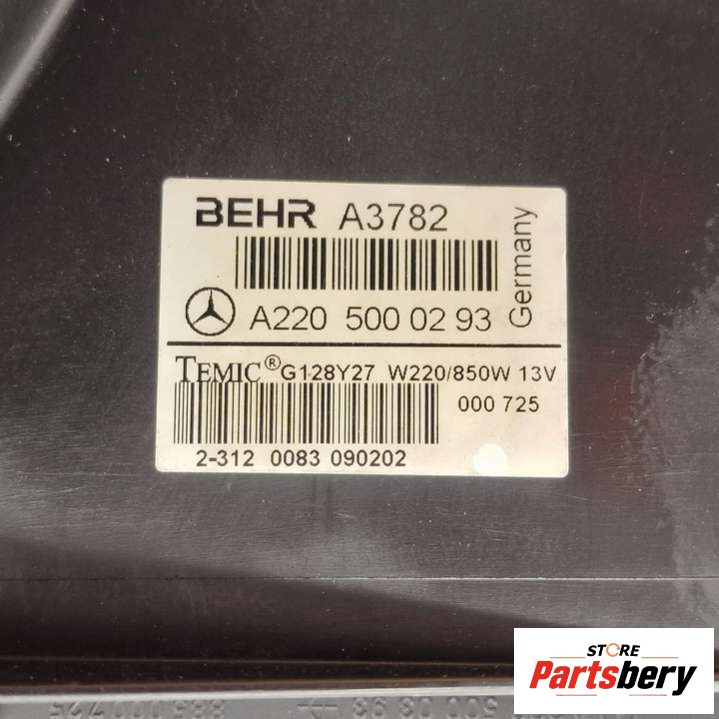 BEHR A3782
Germany
A220 500 02 93
TEMIC® G128Y27 W220/850W 13V
000 725
2-312 0083 090202
STORE
Partsbery